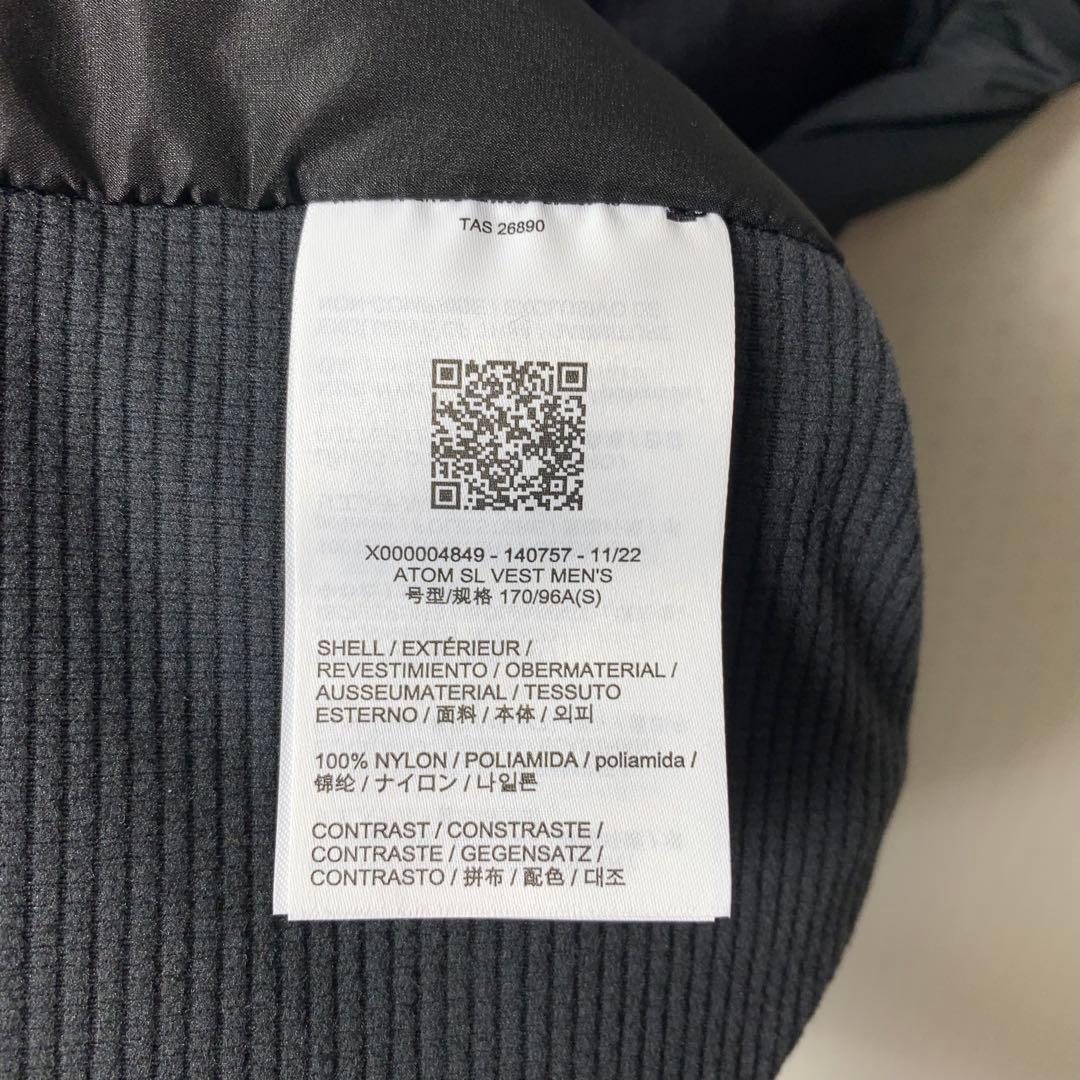 TAS 26890
X000004849 - 140757 - 11/22
ATOM SL VEST MEN'S
号型/规格 170/96A(S)
SHELL / EXTÉRIEUR /
REVESTIMIENTO / OBERMATERIAL /
AUSSEUMATERIAL / TESSUTO
ESTERNO / 面料 / 本体 / 외피
100% NYLON / POLIAMIDA / poliamida /
锦纶 / ナイロン / 나일론
CONTRAST / CONSTRASTE /
CONTRASTE / GEGENSATZ /
CONTRASTO / 拼布 / 配色 / 대조